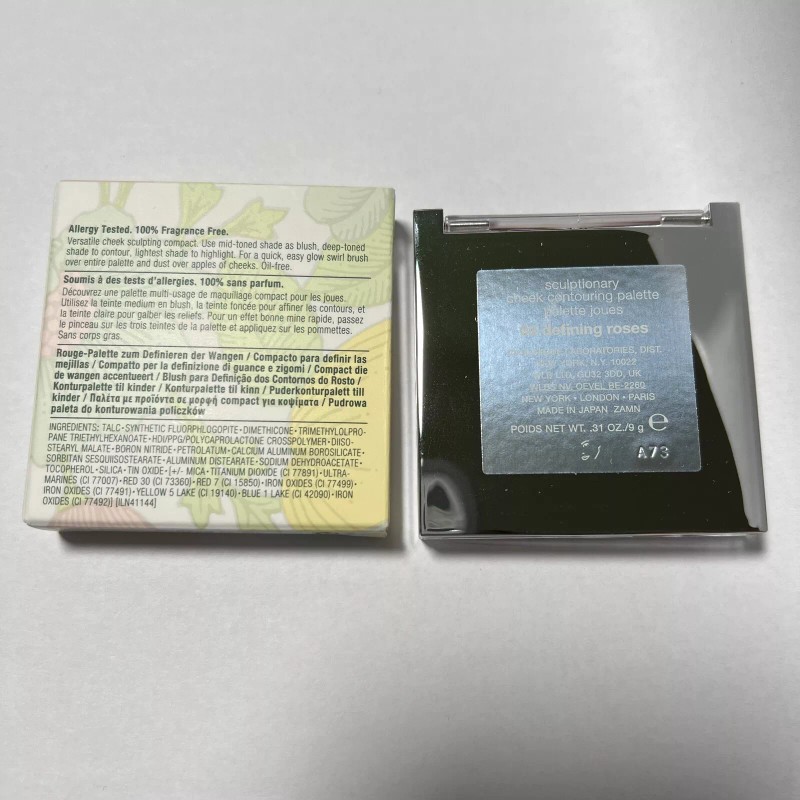 Allergy Tested. 100% Fragrance Free.
Versatile cheek sculpting compact. Use mid-toned shade as blush, deep-toned
shade to contour, lightest shade to highlight. For a quick, easy glow swirl brush
over entire palette and dust over apples of cheeks. Oil-free.
Soumis à des tests d'allergies. 100% sans parfum.
Découvrez une palette multi-usage de maquillage compact pour les joues.
Utilisez la teinte medium en blush, la teinte foncée pour affiner les contours, et
la teinte claire pour galber les reliefs. Pour un effet bonne mine rapide, passez
le pinceau sur les trois teintes de la palette et appliquez sur les pommettes.
Sans corps gras.
Rouge-Palette zum Definieren der Wangen / Compacto para definir las
mejillas / Compatto per la definizione di guance e zigomi / Compact die
de wangen accentueert / Blush para Definição dos Contornos do Rosto /
Konturpalette til kinder / Konturpalette til kinn / Puderkonturpalett till
kinder / Παλέτα με προϊόντα σε μορφή compact για κοψίματα / Pudrowa
paleta do konturowania policzków
INGREDIENTS: TALC•SYNTHETIC FLUORPHLOGOPITE•DIMETHICONE•TRIMETHYLOLPRO-
PANE TRIETHYLHEXANOATE•HDI/PPG/POLYCAPROLACTONE CROSSPOLYMER•DIISO-
STEARYL MALATE•BORON NITRIDE•PETROLATUM•CALCIUM ALUMINUM BOROSILICATE•
SORBITAN SESQUIISOSTEARATE•ALUMINUM DISTEARATE•SODIUM DEHYDROACETATE•
TOCOPHEROL•SILICA•TIN OXIDE•[+/- MICA•TITANIUM DIOXIDE (CI 77891)•ULTRA-
MARINES (CI 77007)•RED 30 (CI 73360)•RED 7 (CI 15850)•IRON OXIDES (CI 77499)•
IRON OXIDES (CI 77491)•YELLOW 5 LAKE (CI 19140)•BLUE 1 LAKE (CI 42090)•IRON
OXIDES (CI 77492)] [ILN41144]
sculptionary
cheek contouring palette
palette joues
defining roses
LABORATORIES, DIST.
NEW YORK, N.Y. 10022
GU32 3DD, UK
OEVEL BE-2260
NEW YORK • LONDON • PARIS
MADE IN JAPAN ZAMN
POIDS NET WT. .31 OZ./9 g e
A73